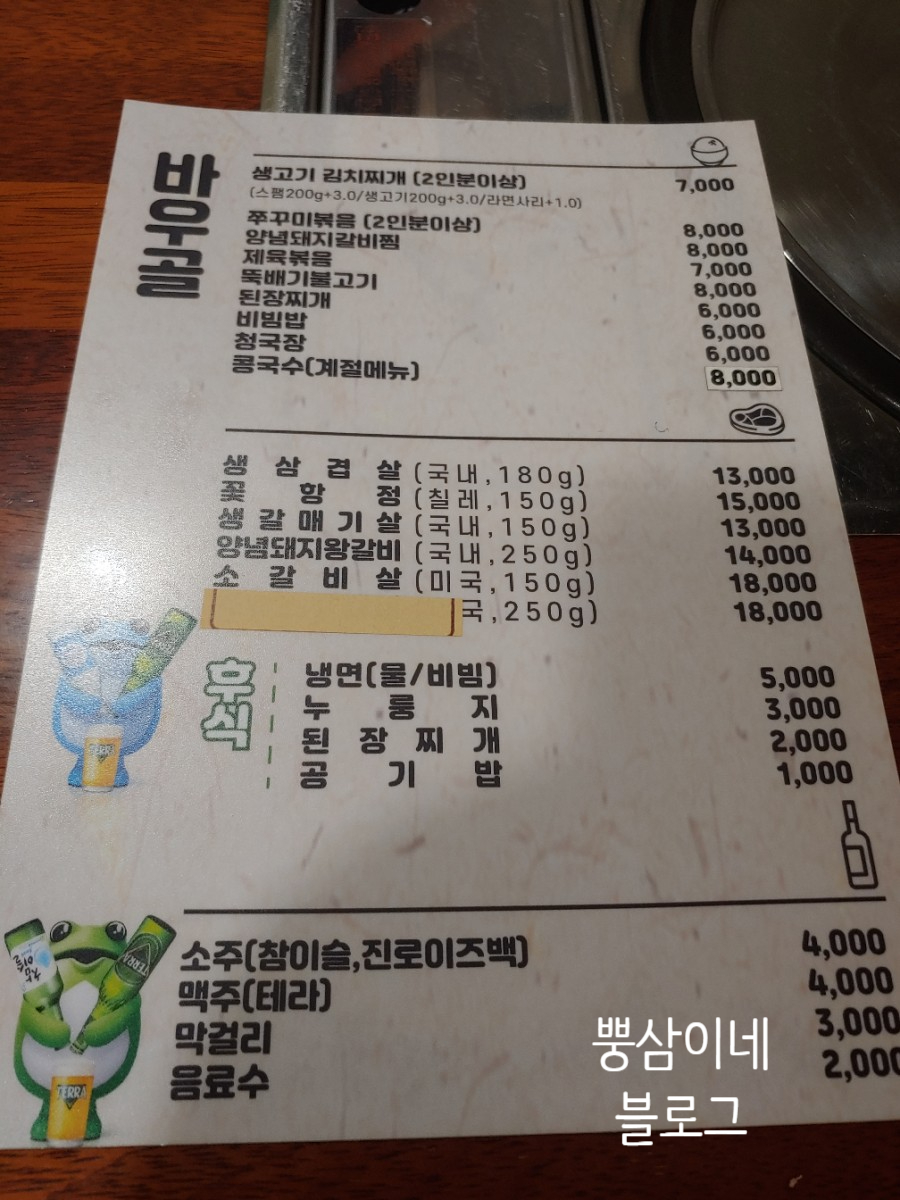 바우골
생고기 김치찌개 (2인분이상) 7,000
(스팸200g+3.0/생고기200g+3.0/라면사리+1.0)
쭈꾸미볶음 (2인분이상) 8,000
양념돼지갈비찜 8,000
제육볶음 7,000
뚝배기불고기 8,000
된장찌개 6,000
비빔밥 6,000
청국장 6,000
콩국수(계절메뉴) 8,000
생삼겹살 (국내,180g) 13,000
꽃항정 (칠레,150g) 15,000
생갈매기살 (국내,150g) 13,000
양념돼지왕갈비 (국내,250g) 14,000
소갈비살 (미국,150g) 18,000
국,250g) 18,000
후식
냉면(물/비빔) 5,000
누룽지 3,000
된장찌개 2,000
공기밥 1,000
소주(참이슬,진로이즈백) 4,000
맥주(테라) 4,000
막걸리 3,000
음료수 2,000
TERRA
참이슬
TERRA
TERRA
뿡삼이네
블로그